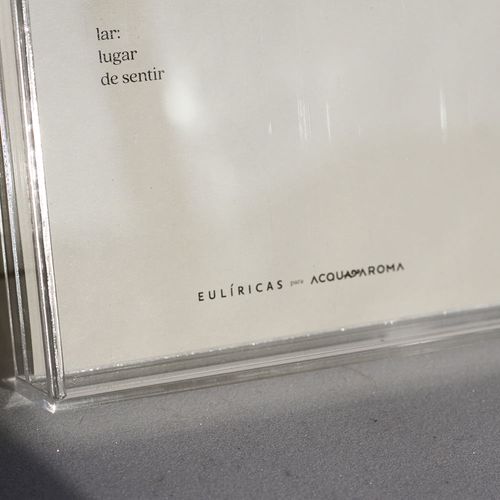 lar:
lugar
de sentir
EULÍRICAS para ACQUA AROMA